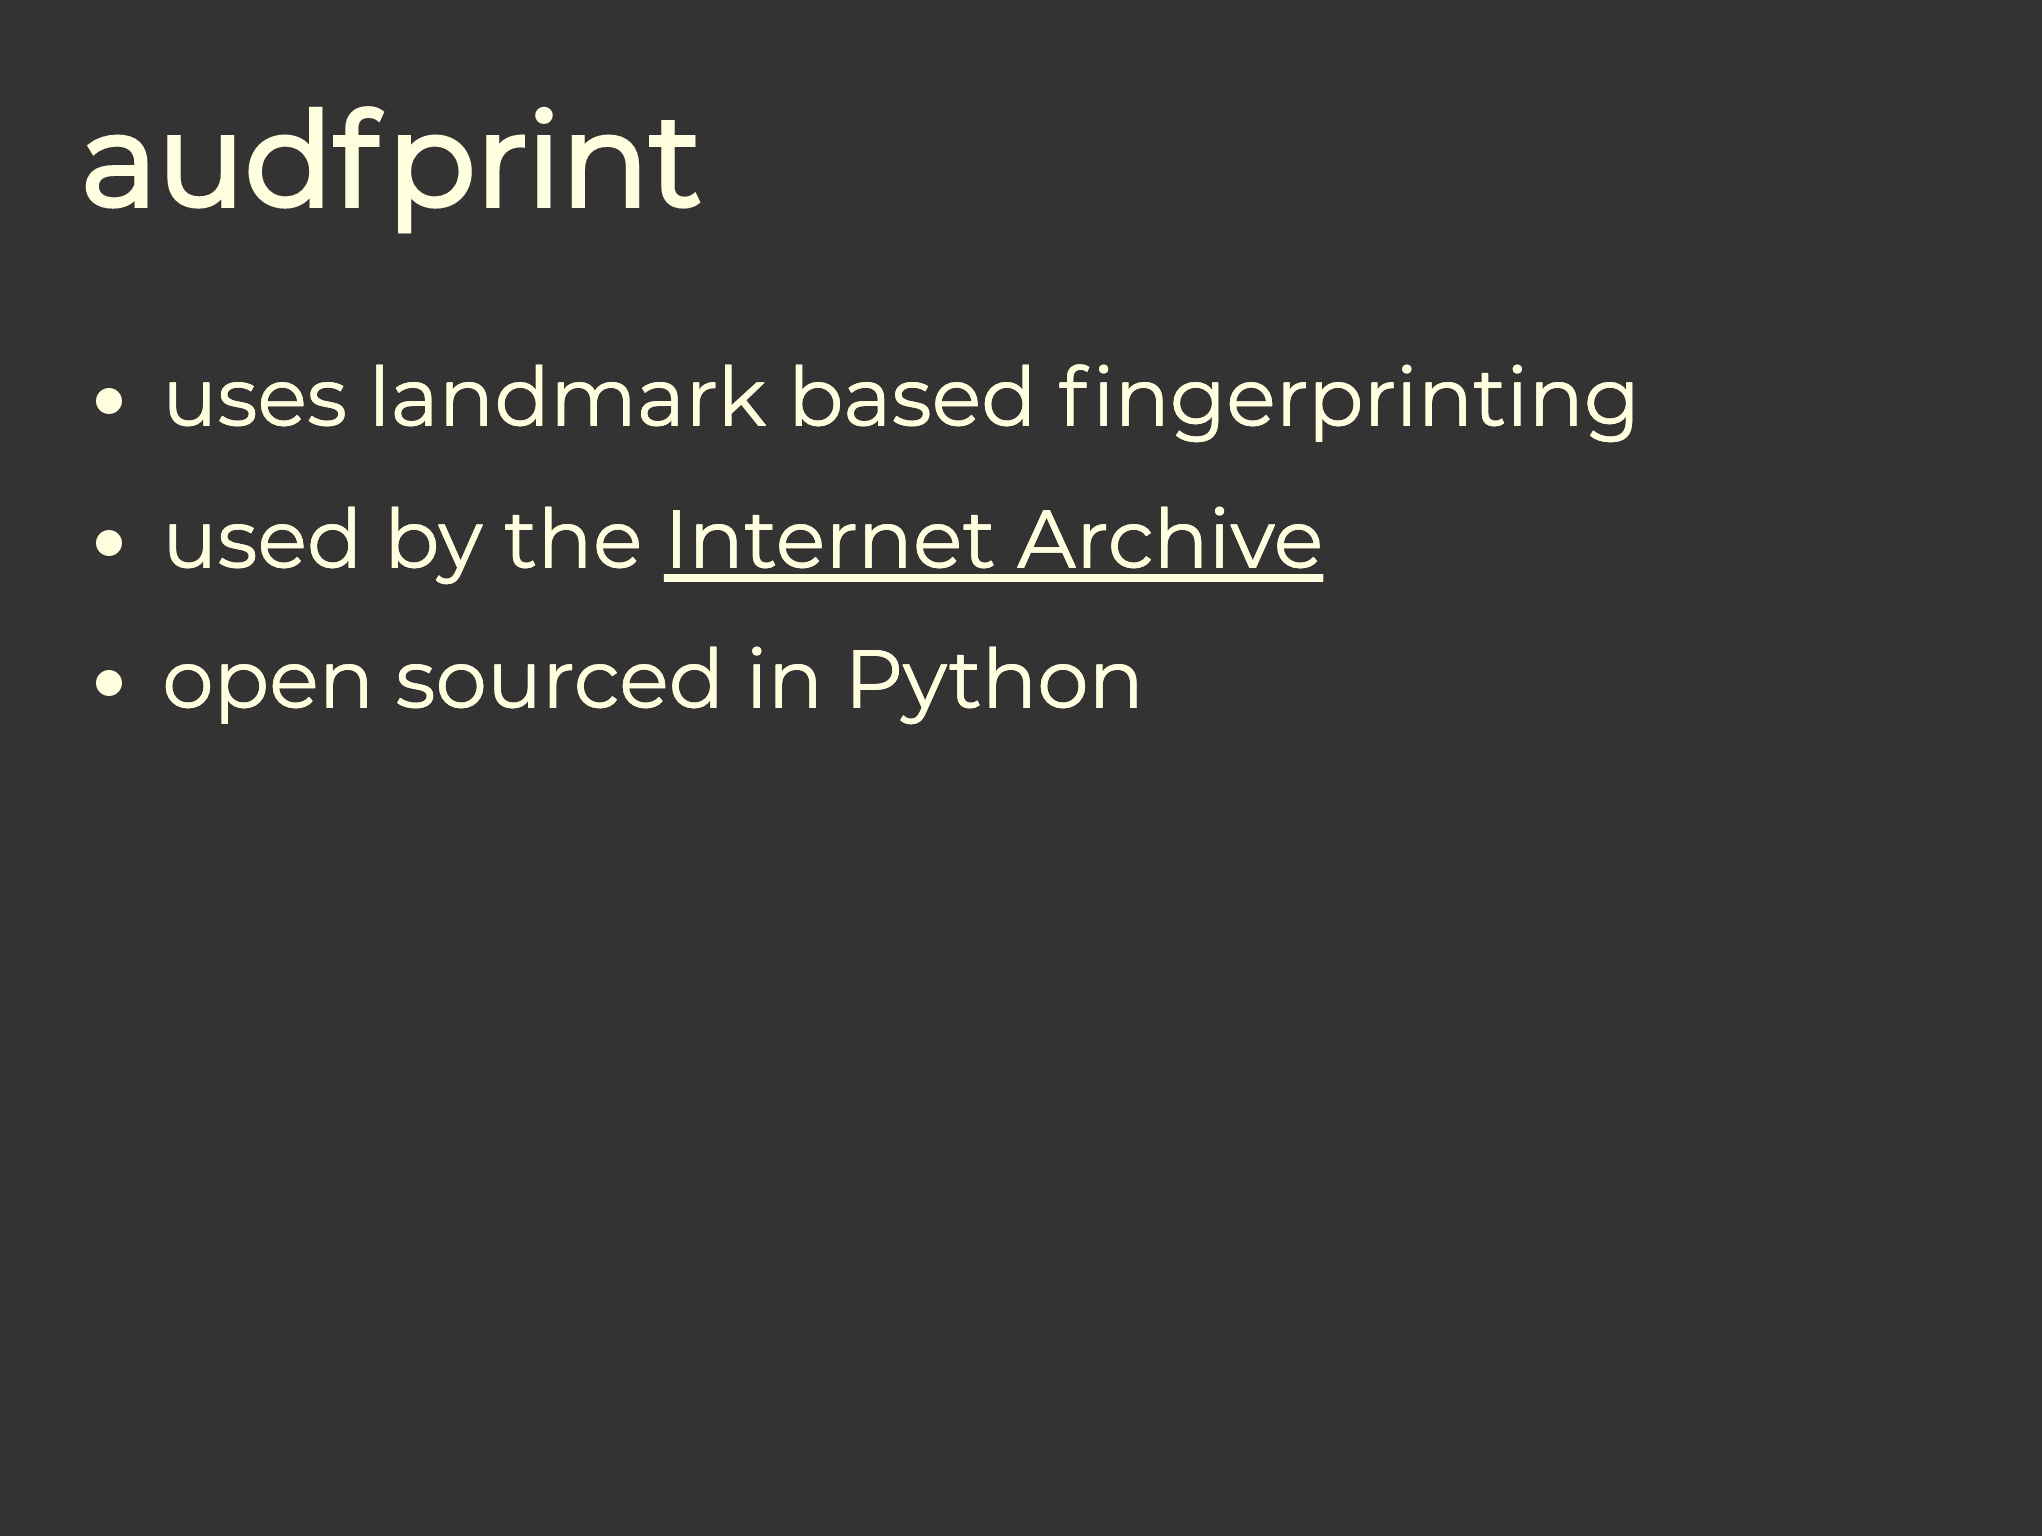 audfprint
• uses landmark based fingerprinting
• used by the Internet Archive
• open sourced in Python